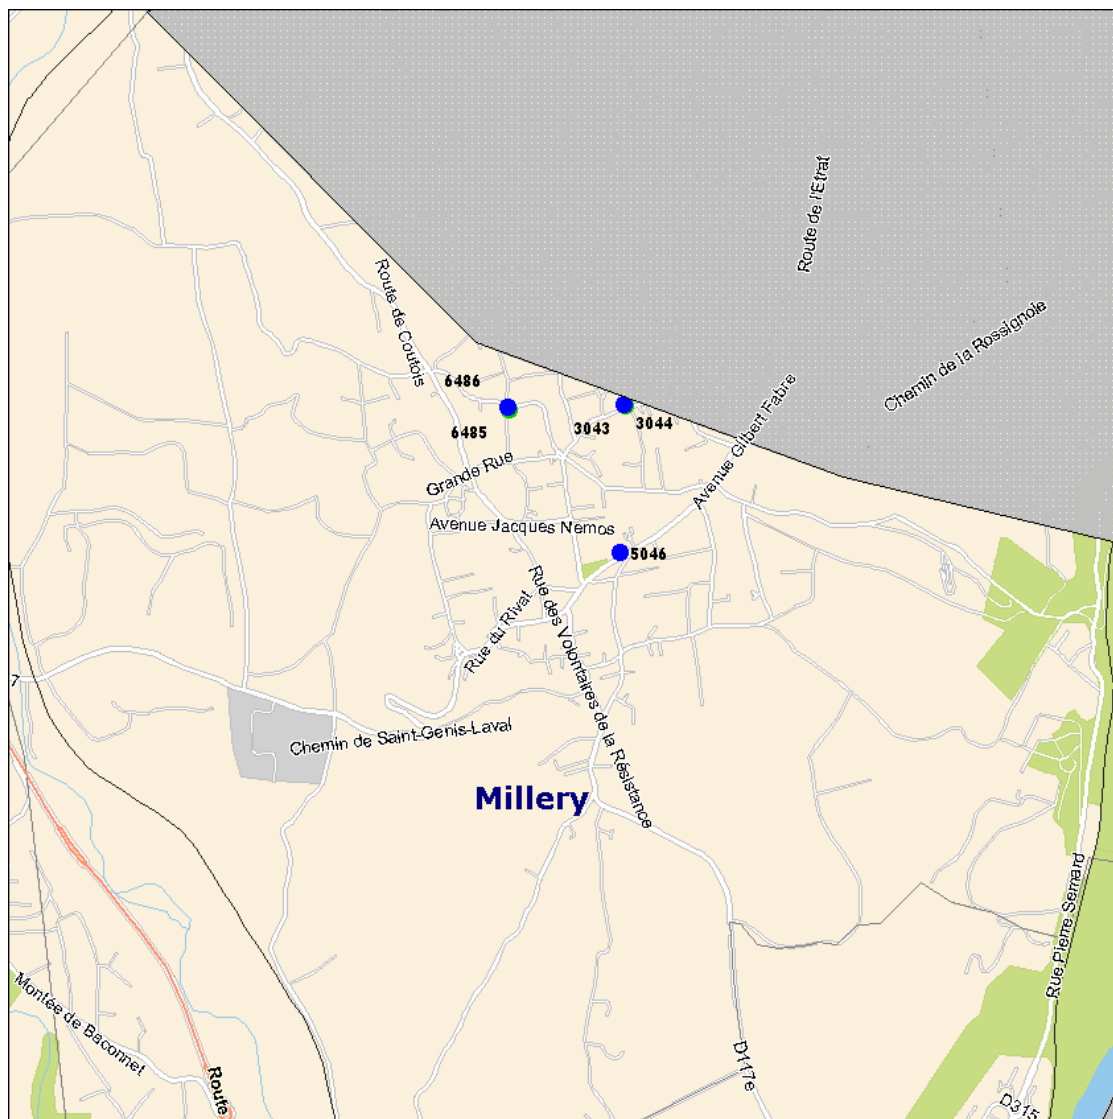 Route de l'Etrat
Chemin de la Rossignole
Route de Coutois
6486
6485
3043
3044
Avenue Gilbert Fabre
Grande Rue
Avenue Jacques Nemos
5046
Rue du Rivat
Rue des Volontaires de la Résistance
7
Chemin de Saint-Genis-Laval
Millery
Rue Pierre Semard
Montée de Baconnet
Route
D117e
D315